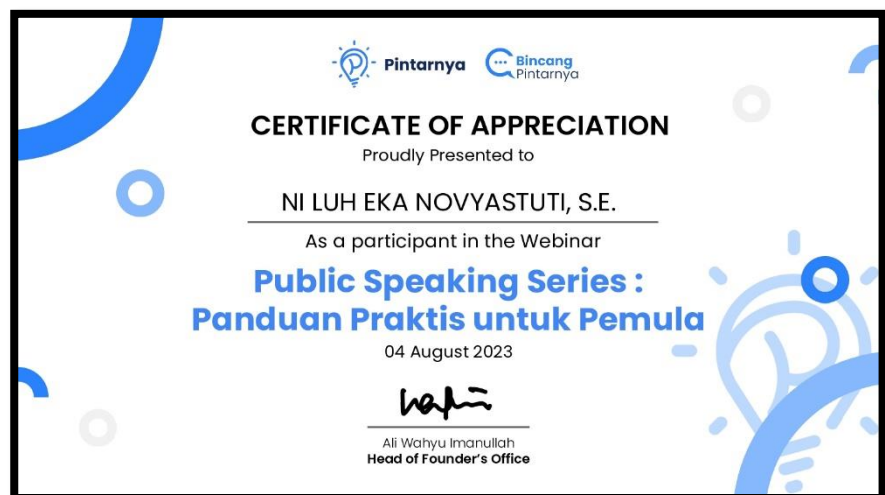 Pintarnya
Bincang
Pintarnya
CERTIFICATE OF APPRECIATION
Proudly Presented to
NI LUH EKA NOVYASTUTI, S.E.
As a participant in the Webinar
Public Speaking Series :
Panduan Praktis untuk Pemula
04 August 2023
Ali Wahyu Imanullah
Head of Founder's Office